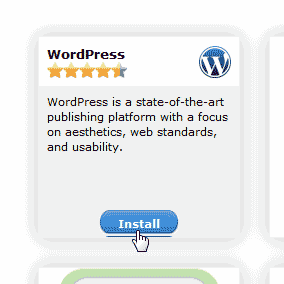 WordPress
WordPress is a state-of-the-art
publishing platform with a focus
on aesthetics, web standards,
and usability.
Install